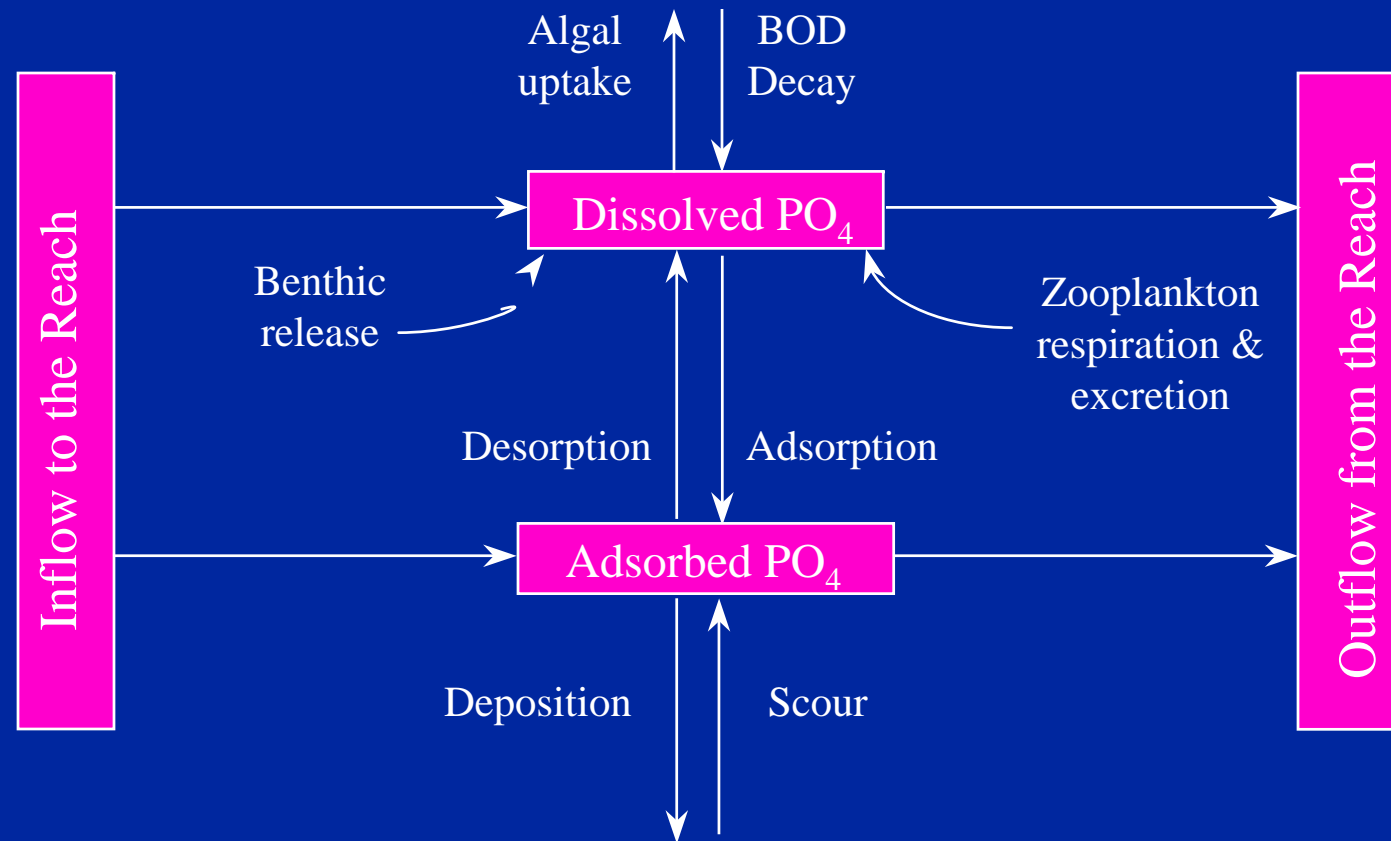 Algal
uptake
BOD
Decay
Inflow to the Reach
Dissolved PO₄
Outflow from the Reach
Benthic
release
Zooplankton
respiration &
excretion
Desorption
Adsorption
Adsorbed PO₄
Deposition
Scour